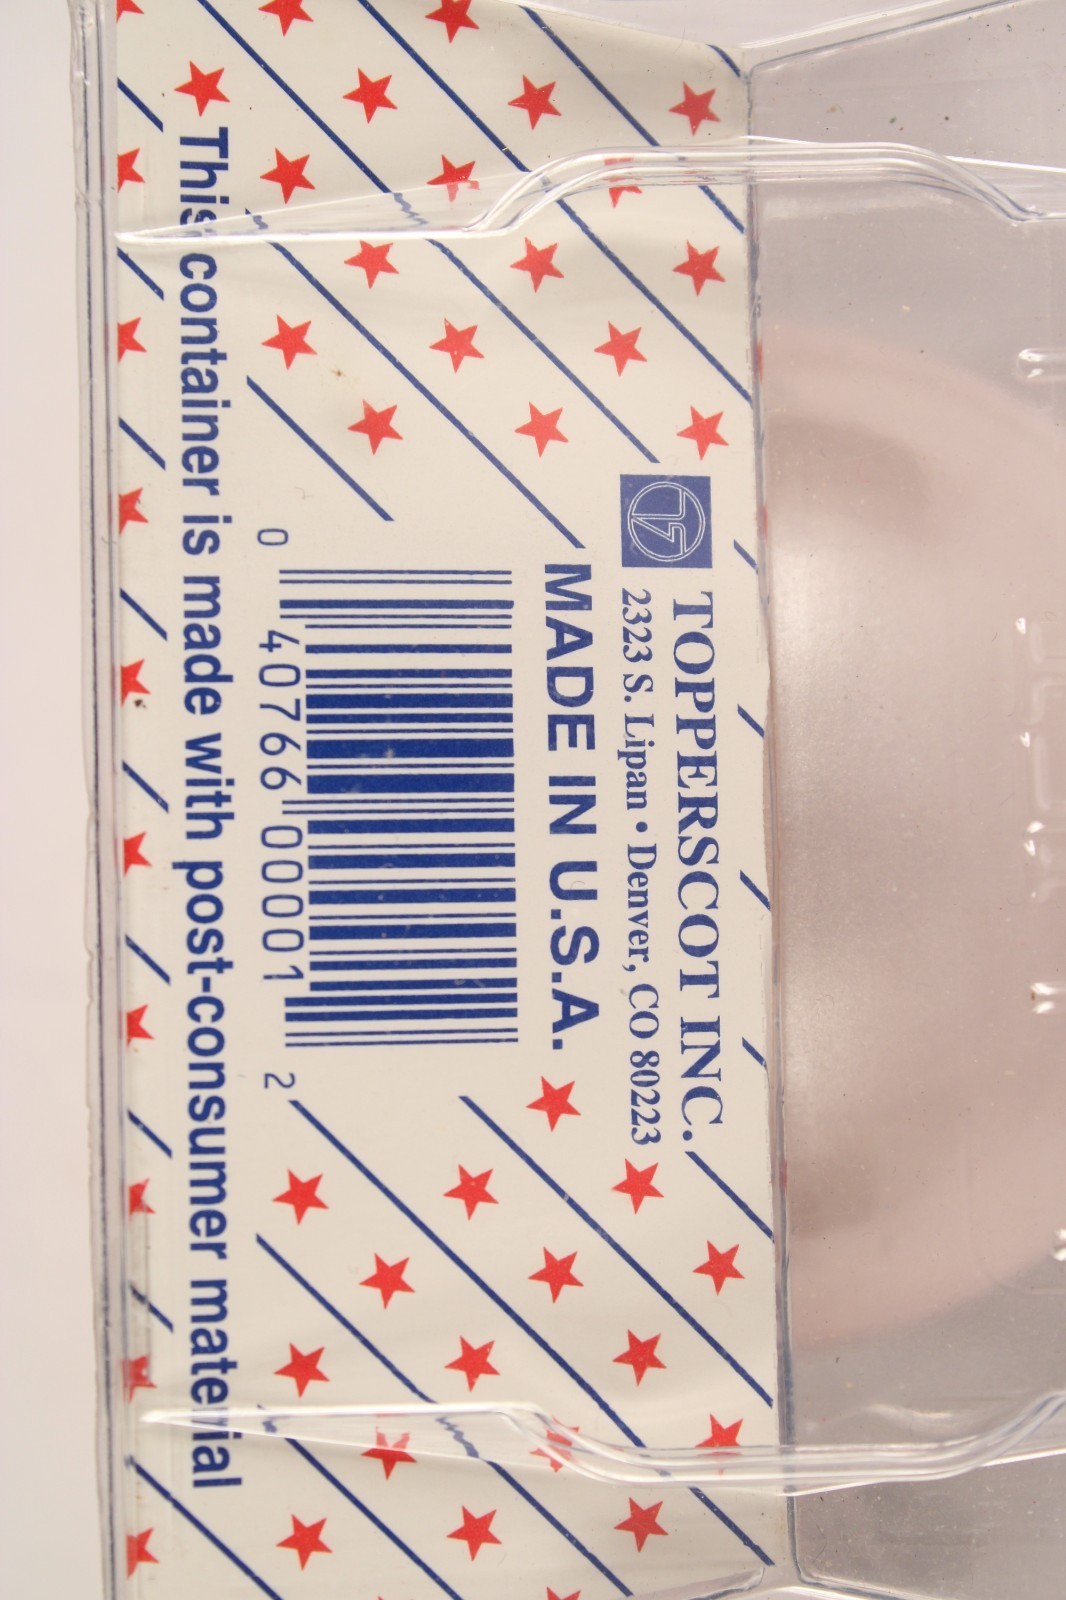 TOPPERSCOT INC.
2323 S. Lipan • Denver, CO 80223
MADE IN U.S.A.
0 40766 00001 2
This container is made with post-consumer material